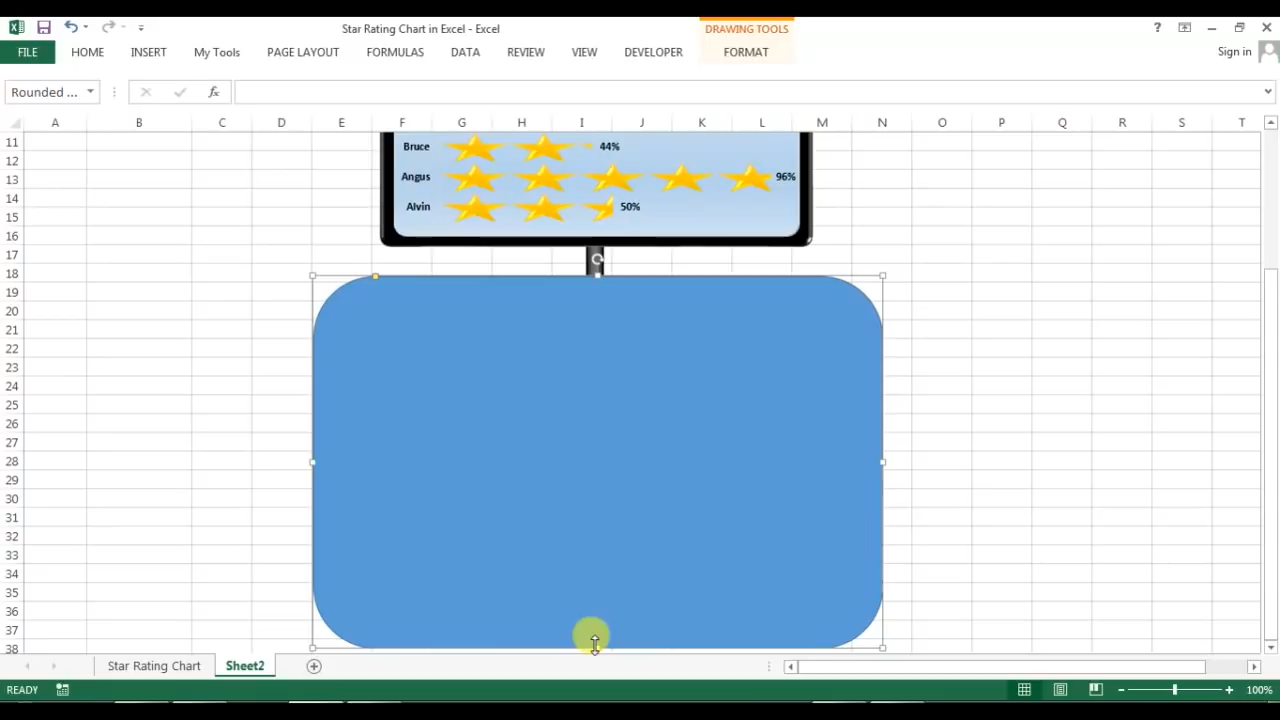 Star Rating Chart in Excel - Excel
DRAWING TOOLS
?
FILE HOME INSERT My Tools PAGE LAYOUT FORMULAS DATA REVIEW VIEW DEVELOPER FORMAT Sign in
Rounded ... fx
A B C D E F G H I J K L M N O P Q R S T
11 Bruce 44%
12
13 Angus 96%
14
15 Alvin 50%
16
17
18
19
20
21
22
23
24
25
26
27
28
29
30
31
32
33
34
35
36
37
38
Star Rating Chart Sheet2
READY 100%